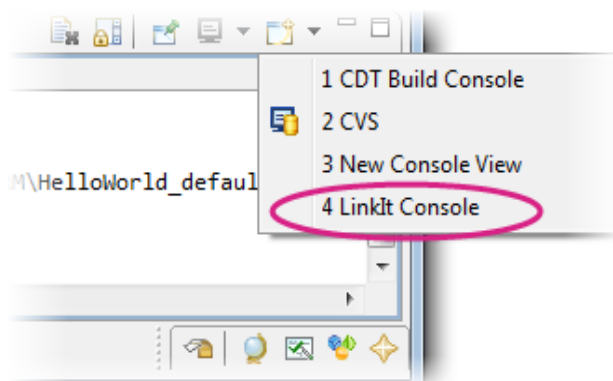 1 CDT Build Console
2 CVS
3 New Console View
M\HelloWorld_defaul
4 LinkIt Console